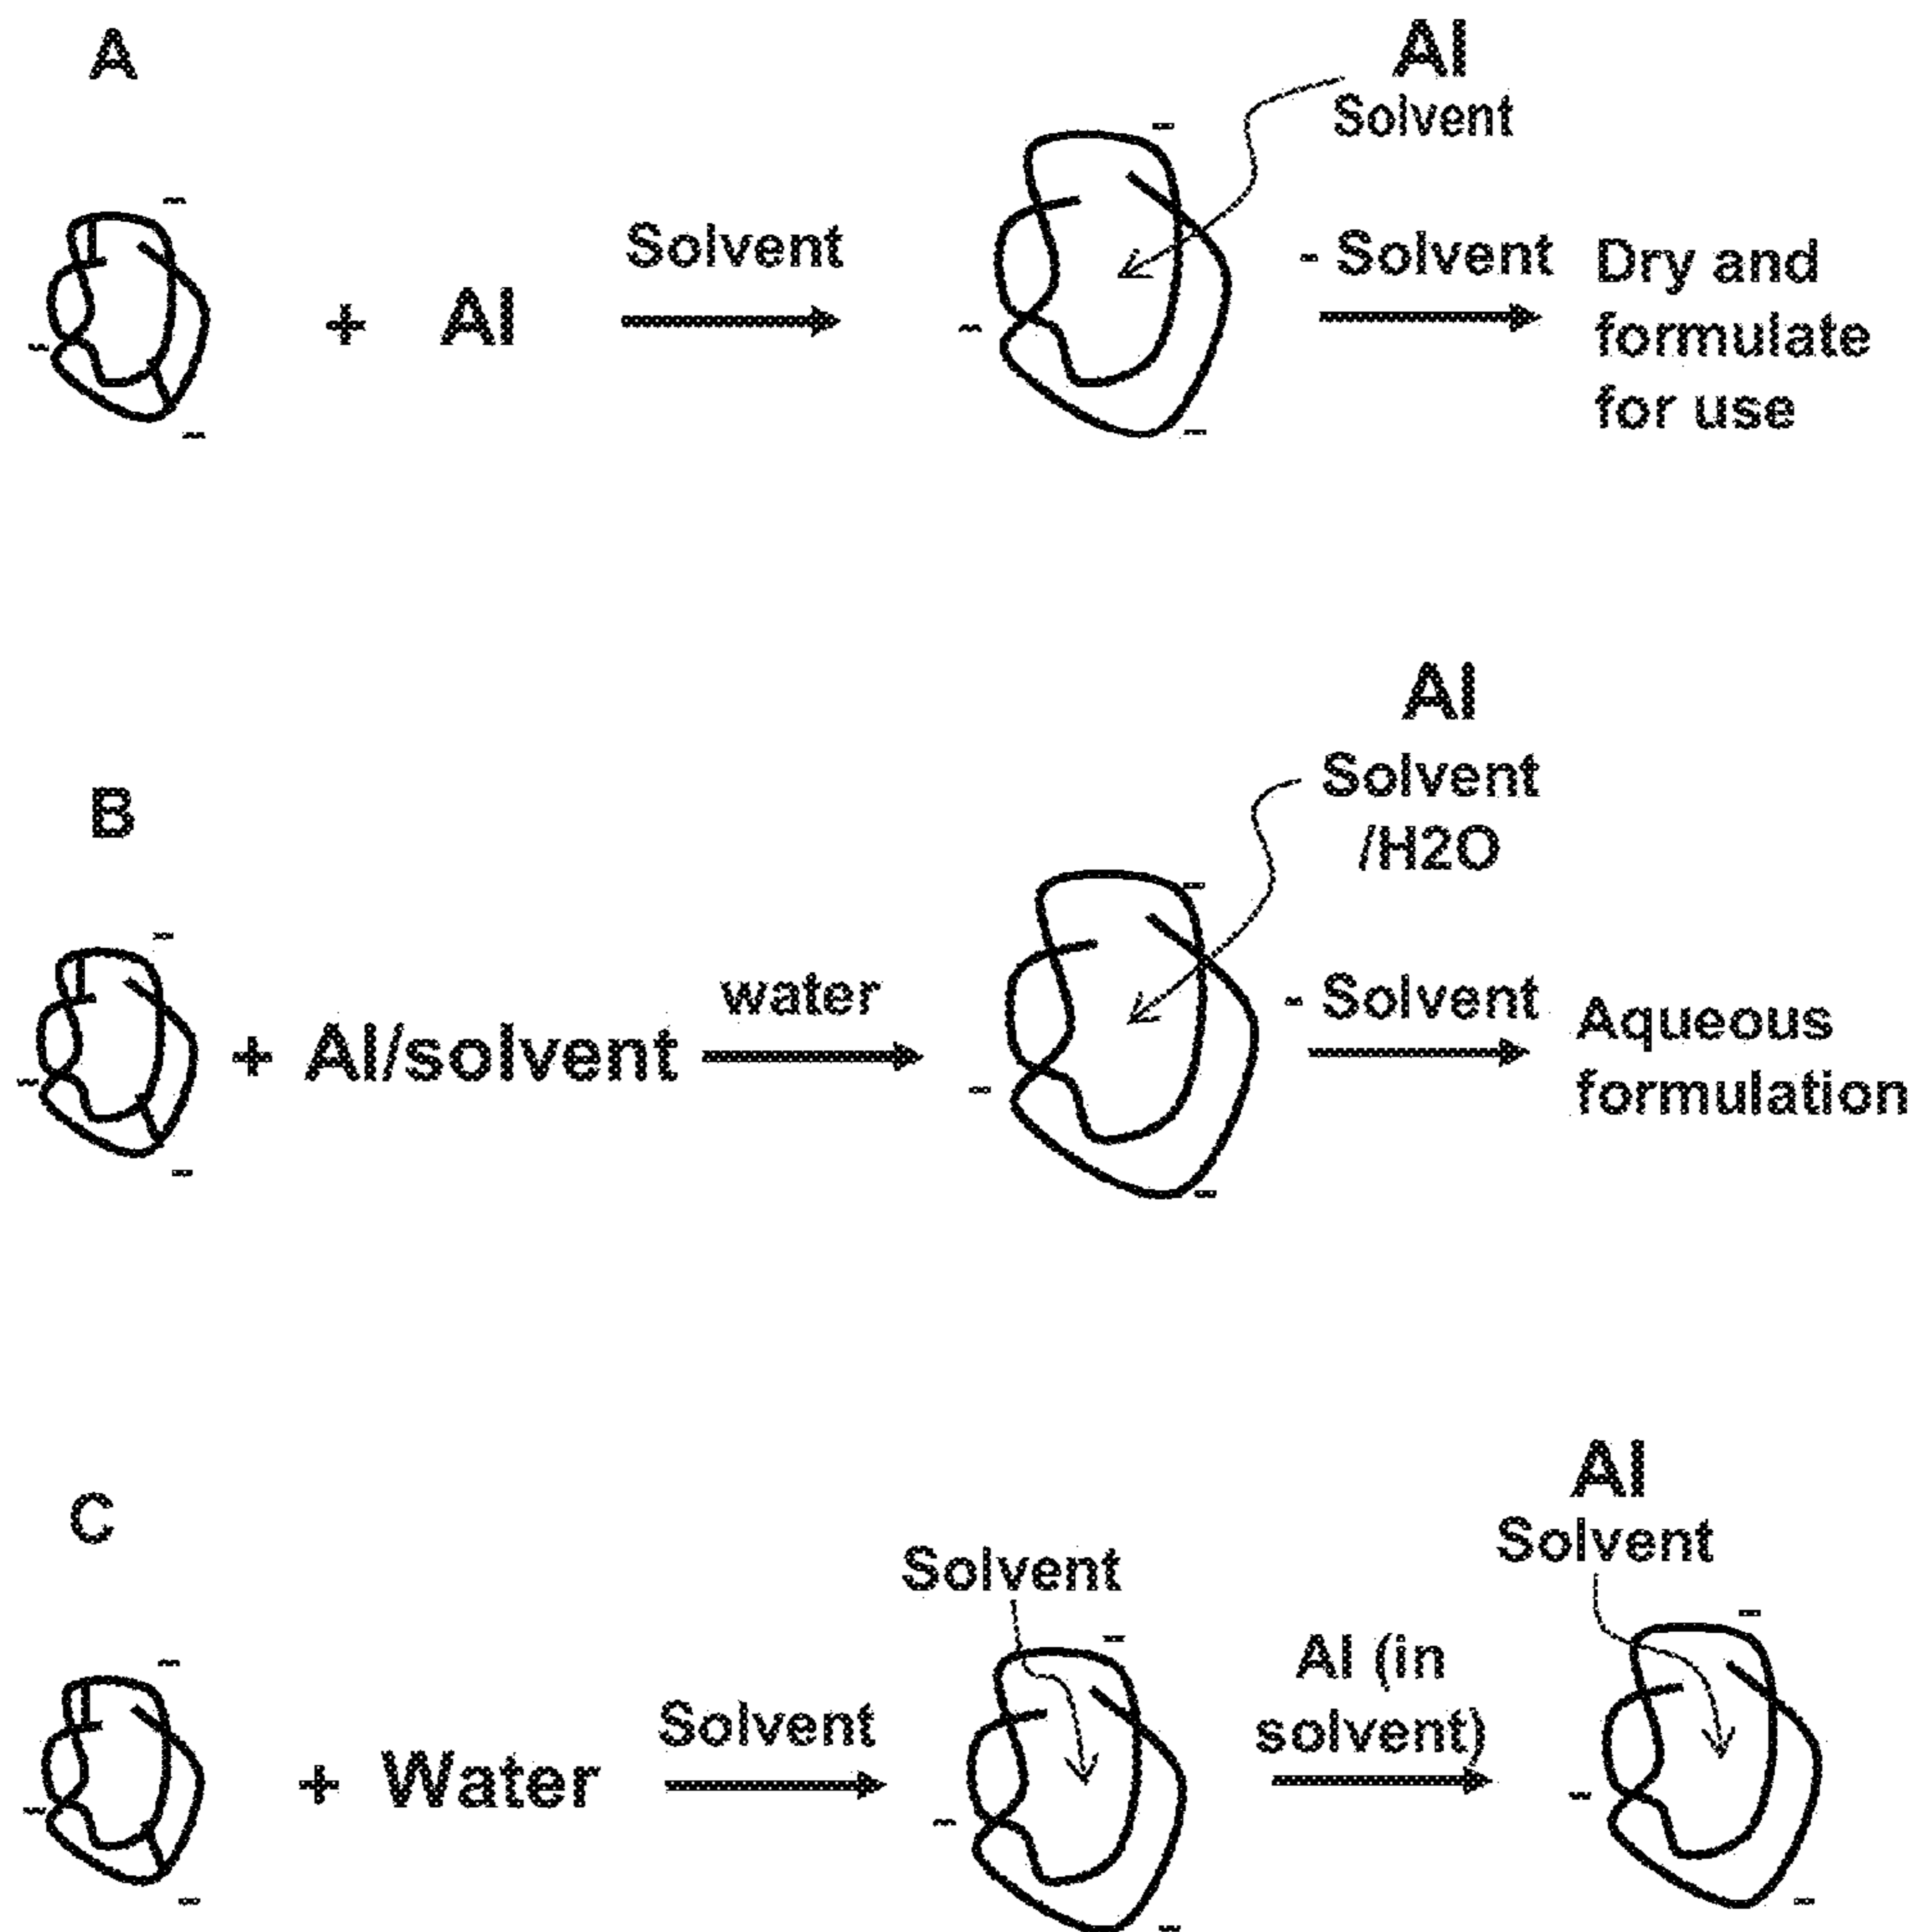 A
AI
Solvent
+ AI
Solvent
- Solvent
Dry and
formulate
for use
B
AI
Solvent
/H2O
+ AI/solvent
water
- Solvent
Aqueous
formulation
C
+ Water
Solvent
Solvent
AI (in
solvent)
AI
Solvent